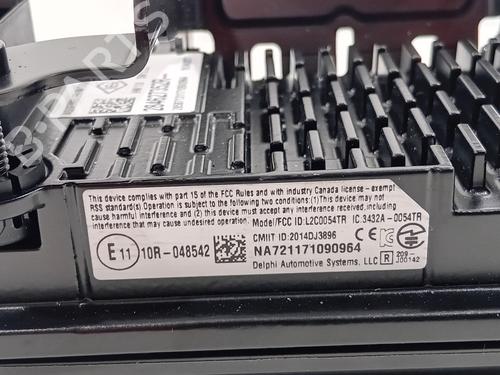 This device complies with part 15 of the FCC Rules and with industry Canada license - exempt
RSS standard(s).Operation is subject to the following two conditions:(1)This device may not
cause harmful interference and (2) this device must accept any interference received,including
interference that may cause undesired operation. Model/FCC ID:L2C0054TR IC:3432A - 0054TR
E11 10R-048542
CMIIT ID:2014DJ3896
NA721171090964
Delphi Automotive Systems, LLC
R 209-
J00142
CE